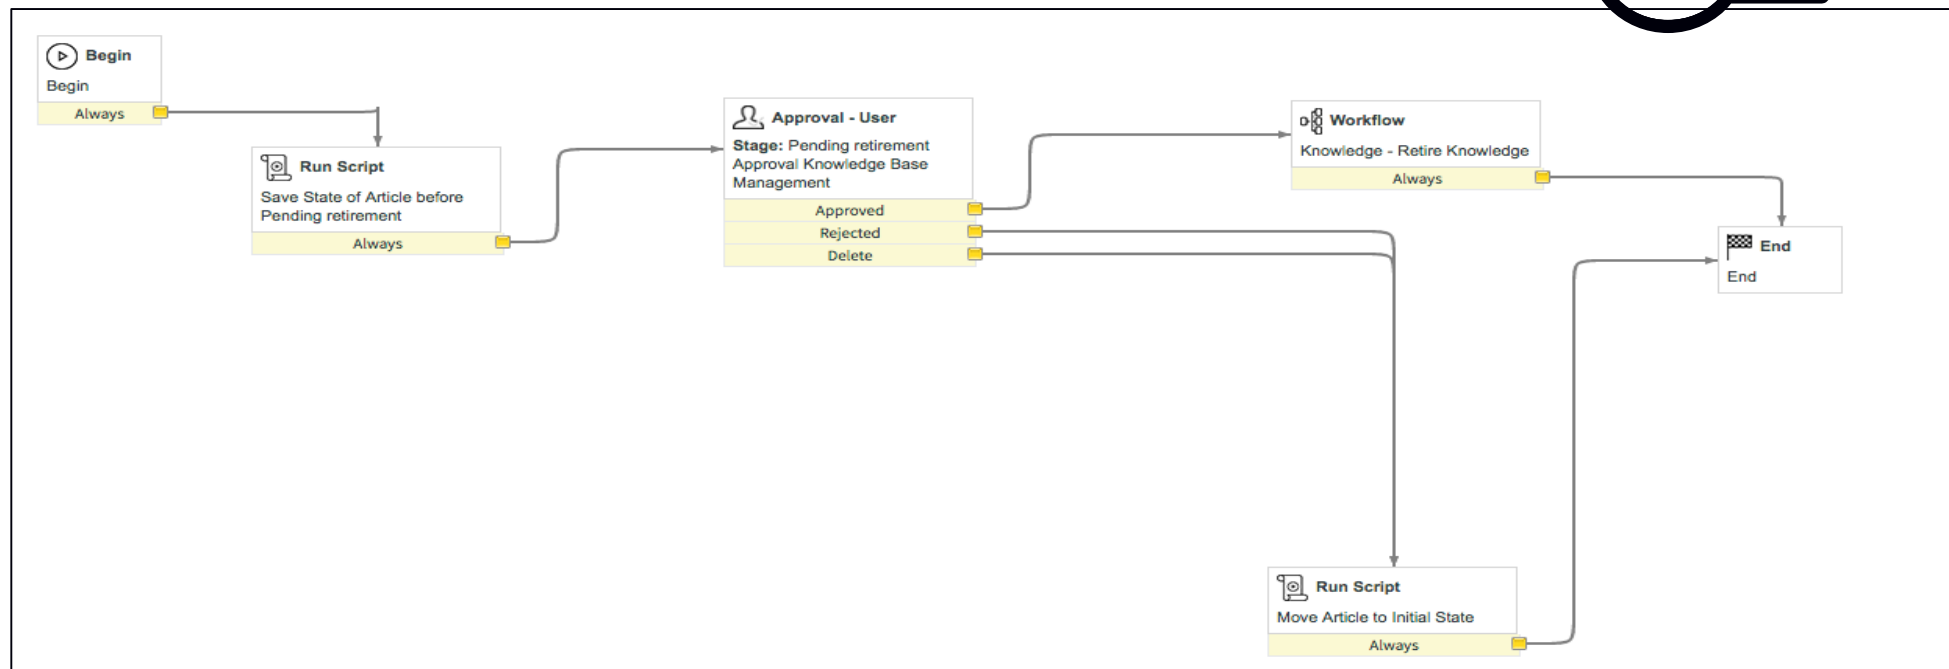 Begin
Begin
Always
Run Script
Save State of Article before
Pending retirement
Always
Approval - User
Stage: Pending retirement
Approval Knowledge Base
Management
Approved
Rejected
Delete
Workflow
Knowledge - Retire Knowledge
Always
End
End
Run Script
Move Article to Initial State
Always